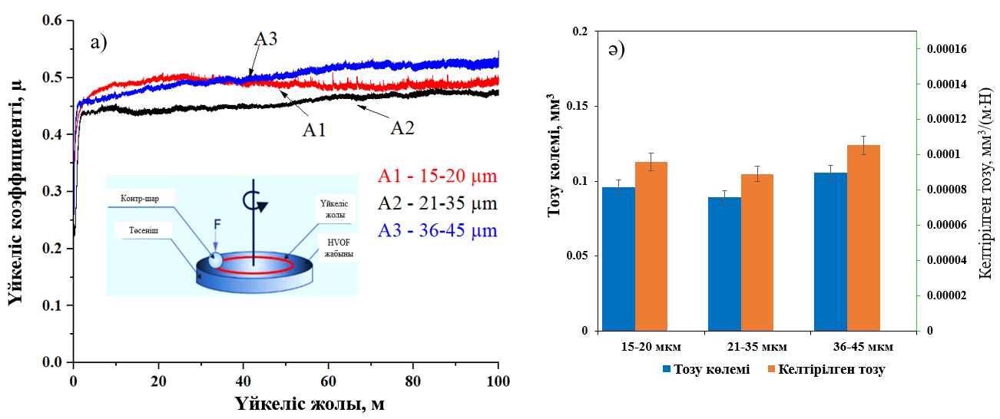 а)
Үйкеліс коэффициенті, μ
0.6
0.5
0.4
0.3
0.2
0.1
0.0
A3
A1
A2
A1 - 15-20 µm
A2 - 21-35 µm
A3 - 36-45 µm
Контр-шар
Төсеніш
F
Үйкеліс
жолы
HVOF
жабыны
0
20
40
60
80
100
Үйкеліс жолы, м
ә)
Тозу көлемі, мм³
0.2
0.15
0.1
0.05
0
0.00016
0.00014
0.00012
0.0001
0.00008
0.00006
0.00004
0.00002
0
Келтірілген тозу, мм³/(м·Н)
15-20 мкм
21-35 мкм
36-45 мкм
Тозу көлемі
Келтірілген тозу